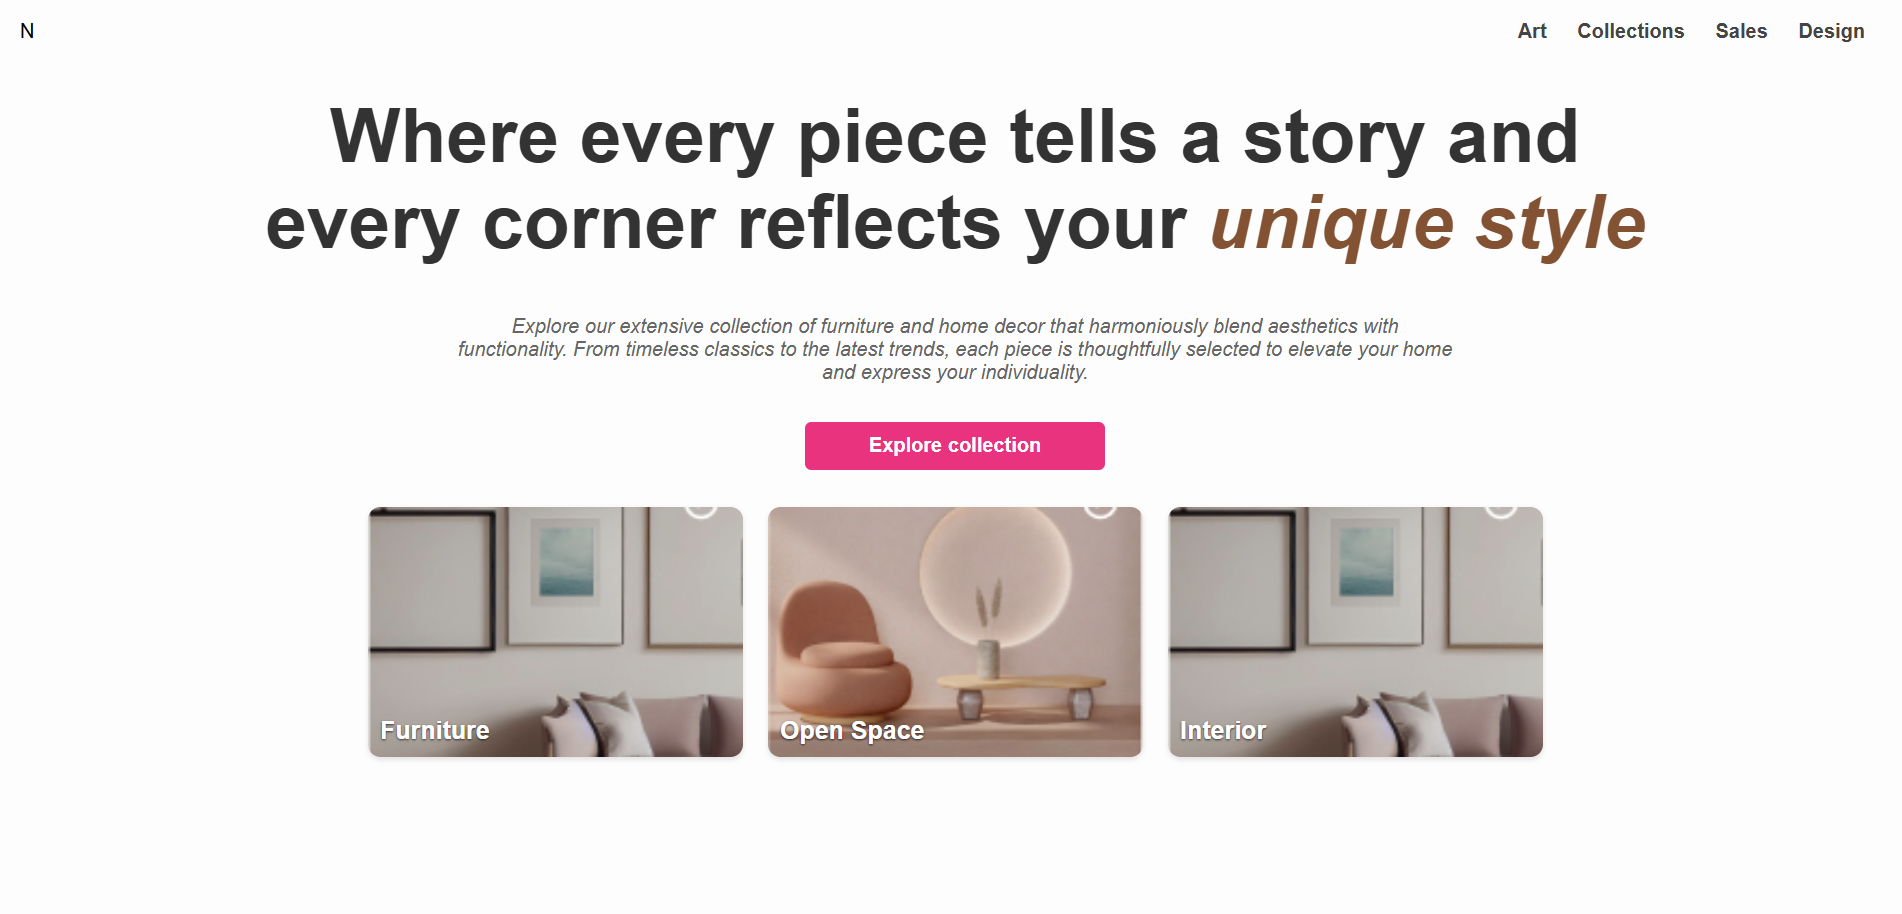 N
Art Collections Sales Design
Where every piece tells a story and
every corner reflects your unique style
Explore our extensive collection of furniture and home decor that harmoniously blend aesthetics with
functionality. From timeless classics to the latest trends, each piece is thoughtfully selected to elevate your home
and express your individuality.
Explore collection
Furniture
Open Space
Interior